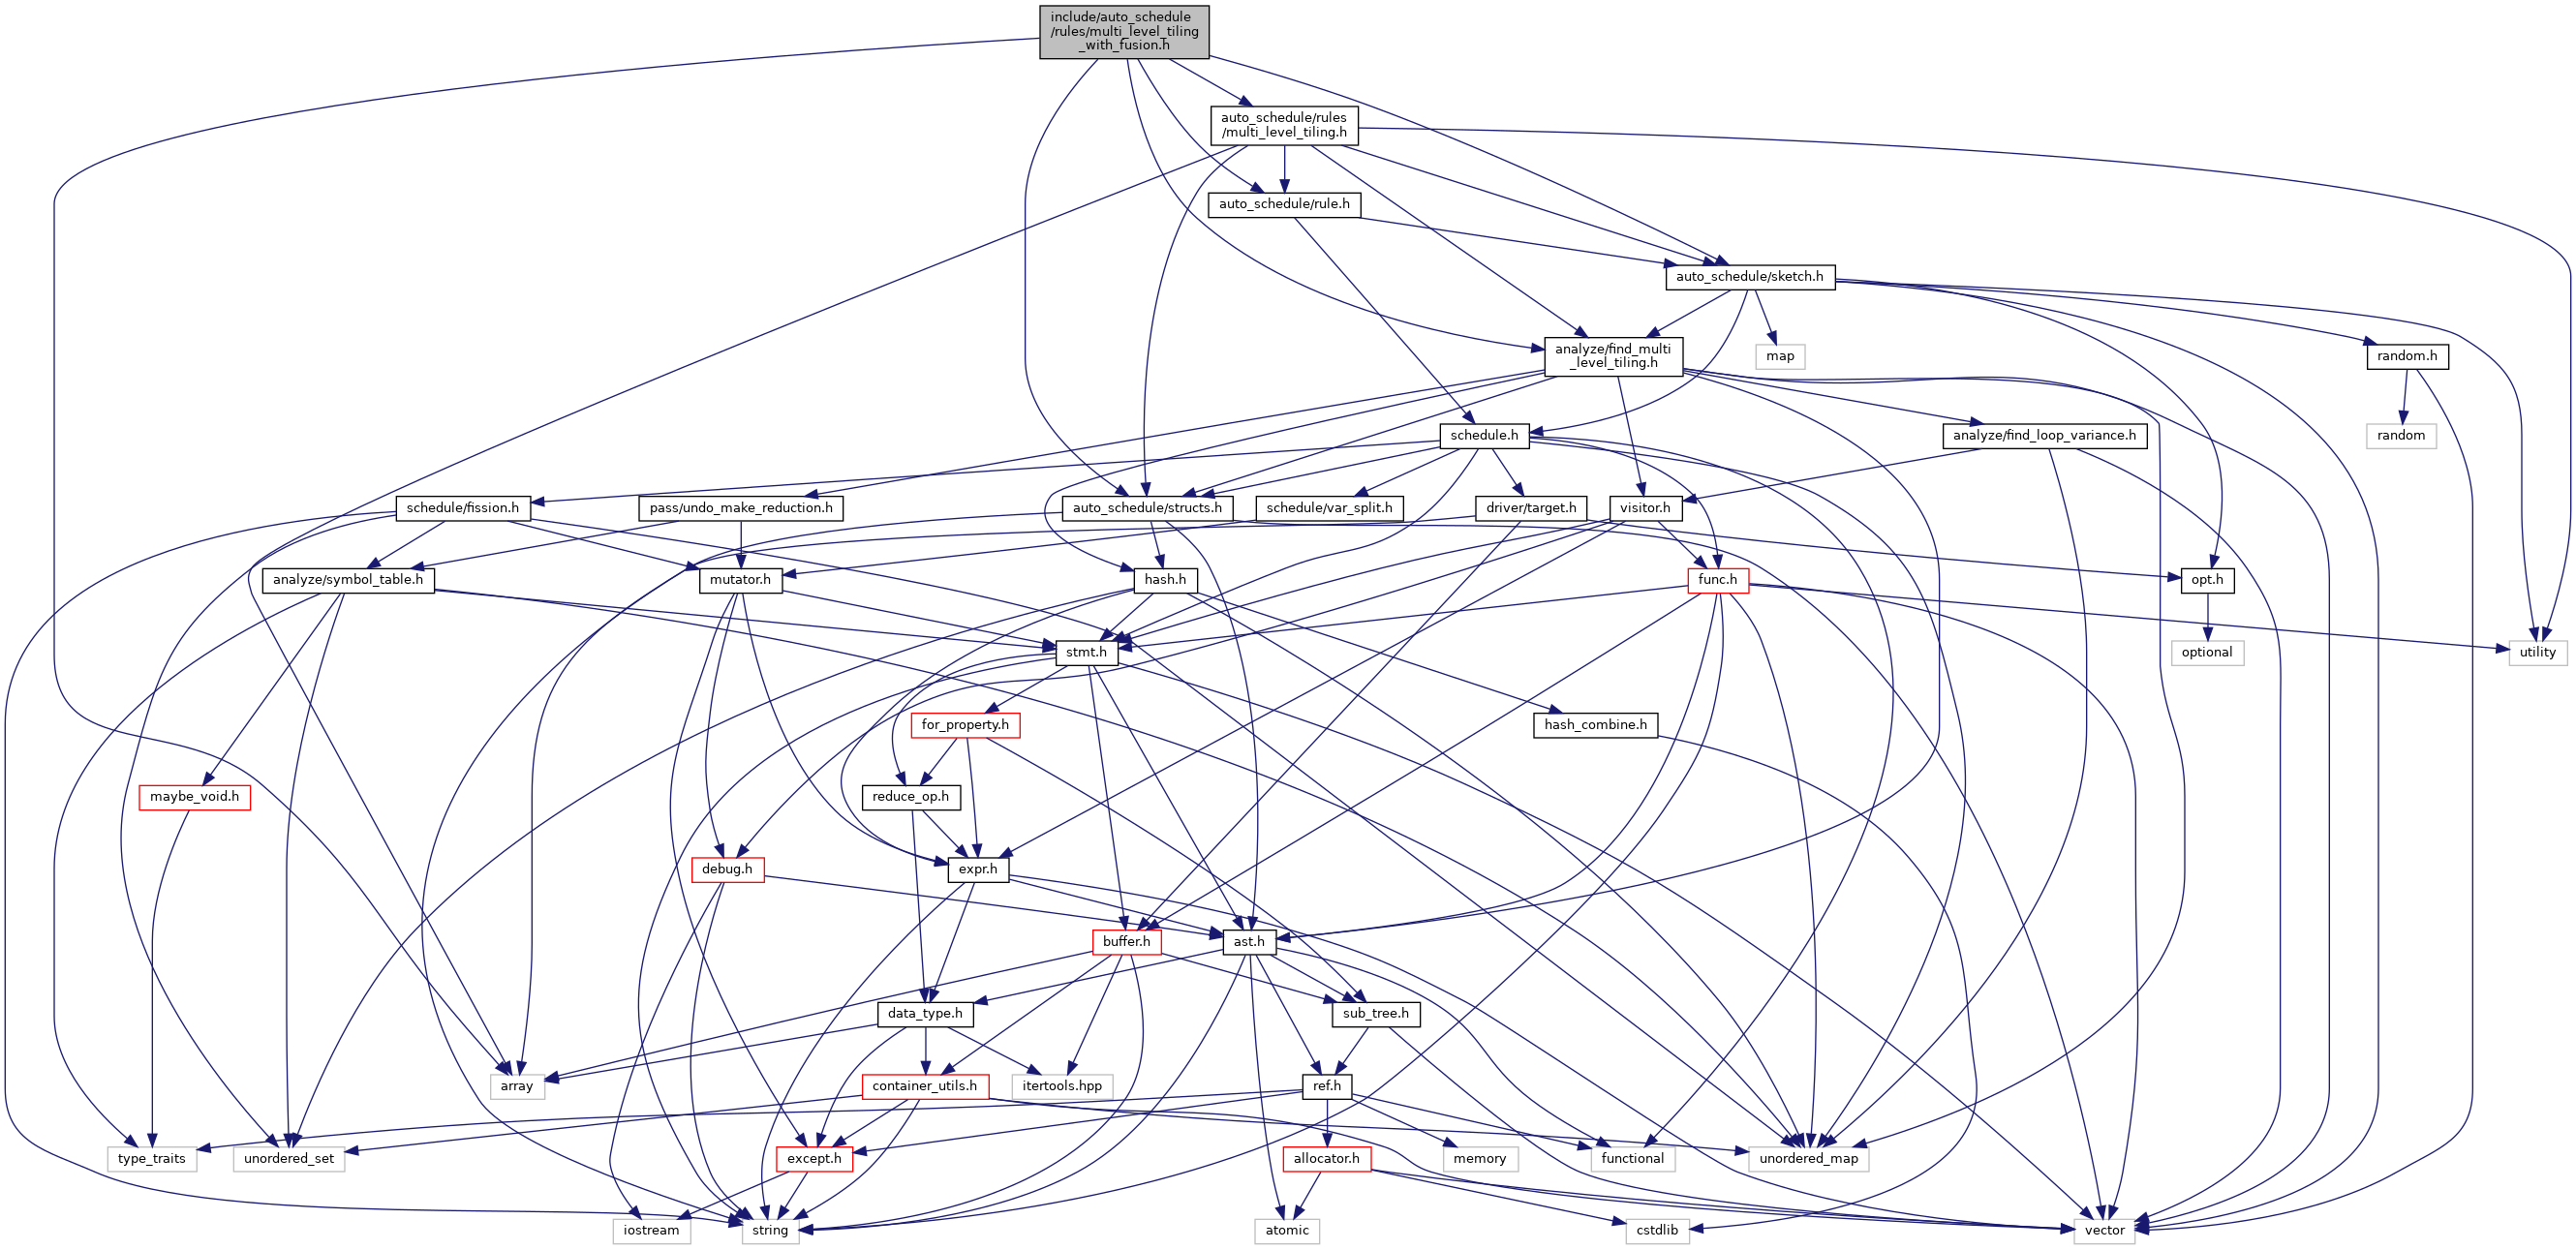 include/auto_schedule
/rules/multi_level_tiling
_with_fusion.h
auto_schedule/rules
/multi_level_tiling.h
auto_schedule/rule.h
auto_schedule/sketch.h
analyze/find_multi
_level_tiling.h
map
random.h
schedule.h
analyze/find_loop_variance.h
random
schedule/fission.h
pass/undo_make_reduction.h
auto_schedule/structs.h
schedule/var_split.h
driver/target.h
visitor.h
analyze/symbol_table.h
mutator.h
hash.h
func.h
opt.h
stmt.h
optional
utility
for_property.h
hash_combine.h
maybe_void.h
reduce_op.h
debug.h
expr.h
buffer.h
ast.h
data_type.h
sub_tree.h
array
container_utils.h
itertools.hpp
ref.h
type_traits
unordered_set
except.h
allocator.h
memory
functional
unordered_map
iostream
string
atomic
cstdlib
vector